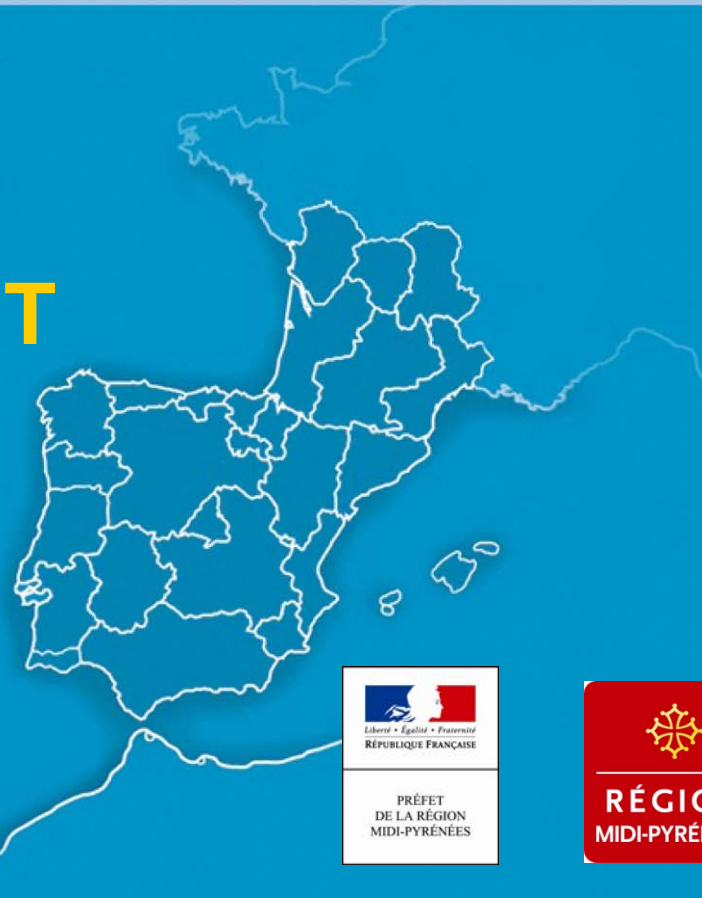 T
Liberté • Égalité • Fraternité
RÉPUBLIQUE FRANÇAISE
PRÉFET
DE LA RÉGION
MIDI-PYRÉNÉES
RÉGIO
MIDI-PYRÉ